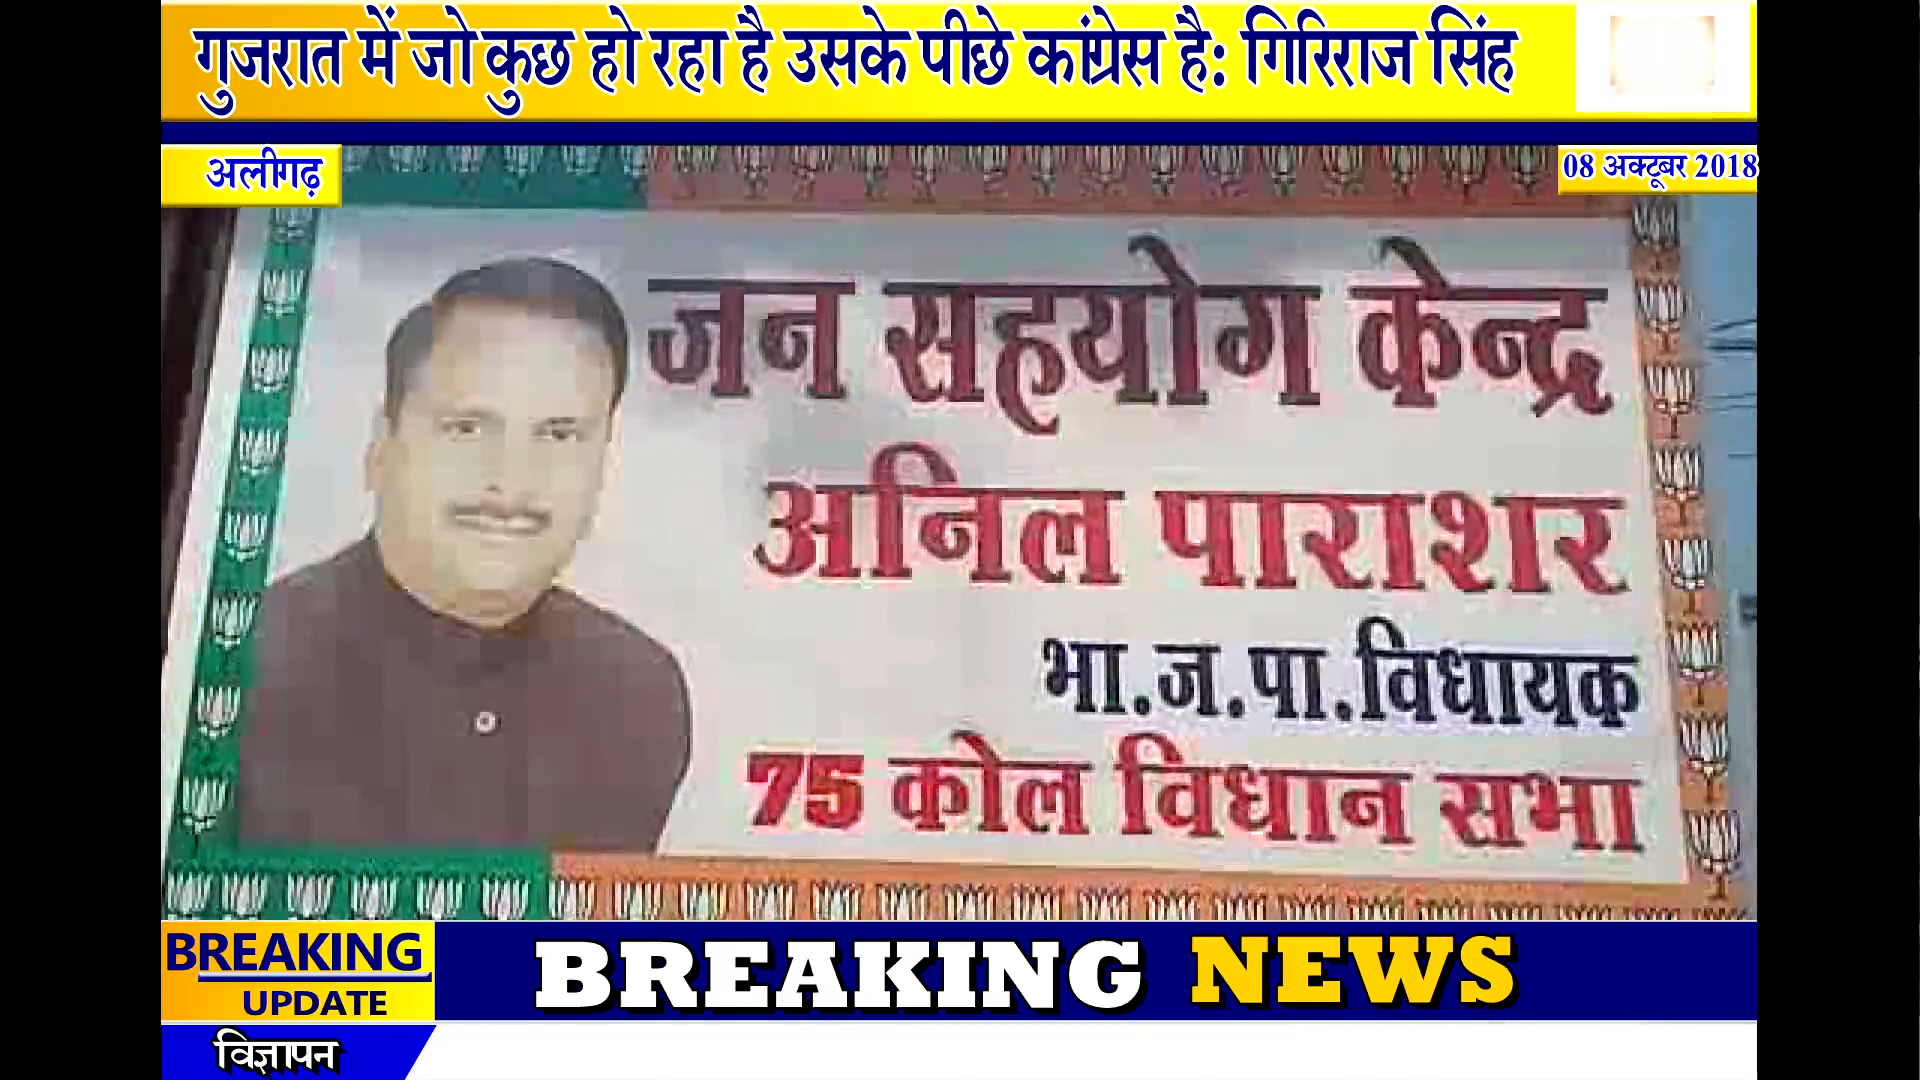 गुजरात में जो कुछ हो रहा है उसके पीछे कांग्रेस है: गिरिराज सिंह
अलीगढ़
08 अक्टूबर 2018
जन सहयोग केन्द्र
अनिल पाराशर
भा.ज.पा.विधायक
75 कोल विधान सभा
BREAKING
UPDATE
BREAKING NEWS
विज्ञापन